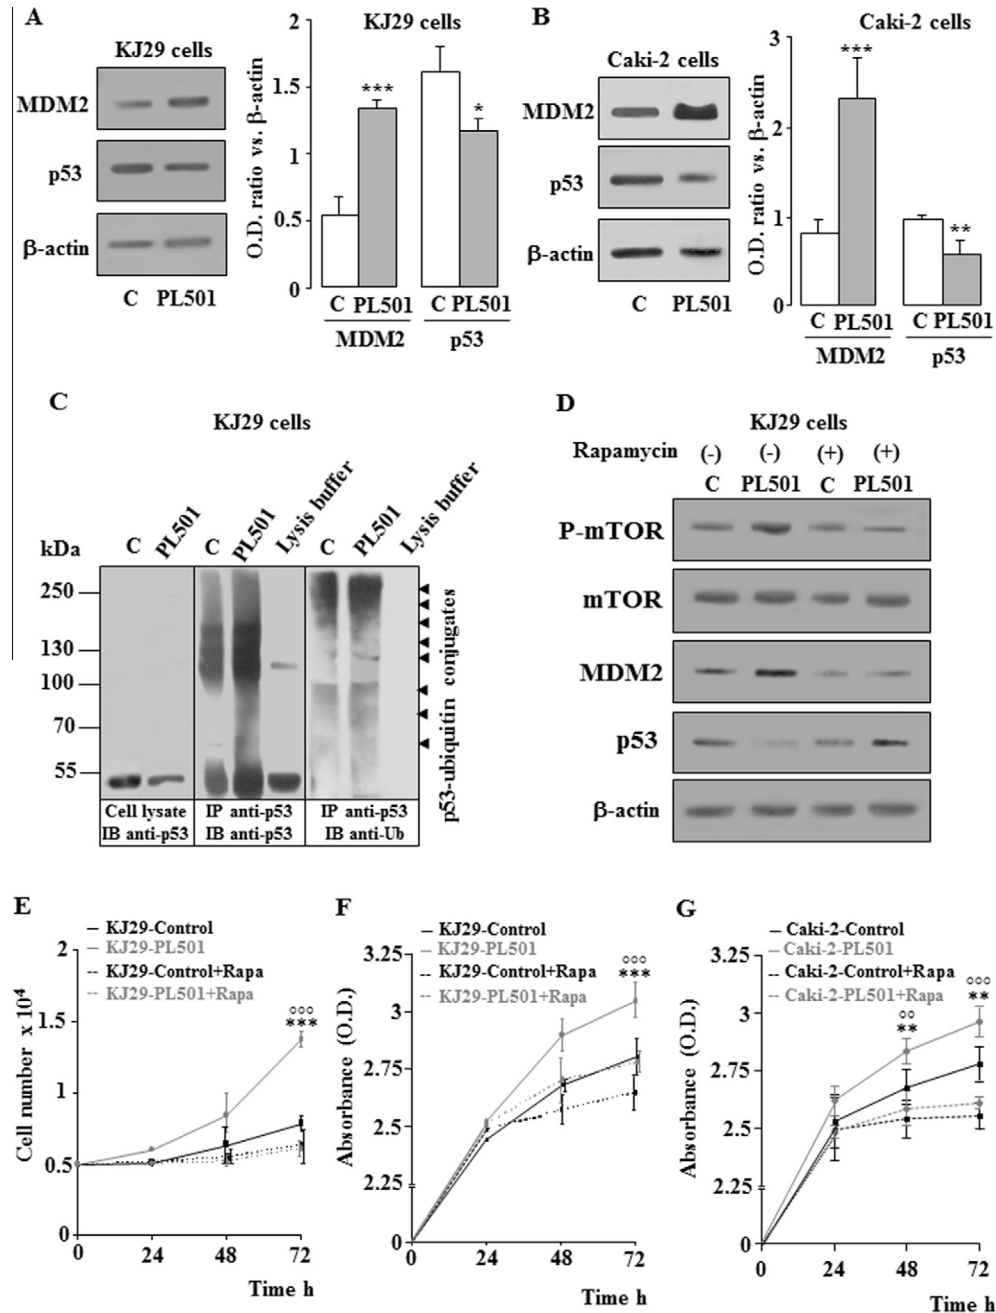 A
KJ29 cells
MDM2
p53
β-actin
C PL501
KJ29 cells
O.D. ratio vs. β-actin
2
1.5
1
0.5
0
***
*
C PL501 C PL501
MDM2 p53
B
Caki-2 cells
MDM2
p53
β-actin
C PL501
Caki-2 cells
O.D. ratio vs. β-actin
3
2
1
0
***
**
C PL501 C PL501
MDM2 p53
C
KJ29 cells
kDa
C PL501 C PL501 Lysis buffer C PL501 Lysis buffer
250
130
100
70
55
p53-ubiquitin conjugates
Cell lysate IP anti-p53 IP anti-p53
IB anti-p53 IB anti-p53 IB anti-Ub
D
KJ29 cells
Rapamycin (-) (-) (+) (+)
C PL501 C PL501
P-mTOR
mTOR
MDM2
p53
β-actin
E
KJ29-Control
KJ29-PL501
KJ29-Control+Rapa
KJ29-PL501+Rapa
Cell number x 10⁴
2
1.5
1
0.5
0
°°°
***
0 24 48 72
Time h
F
KJ29-Control
KJ29-PL501
KJ29-Control+Rapa
KJ29-PL501+Rapa
Absorbance (O.D.)
3.25
3
2.75
2.5
2.25
0
°°°
***
0 24 48 72
Time h
G
Caki-2-Control
Caki-2-PL501
Caki-2-Control+Rapa
Caki-2-PL501+Rapa
Absorbance (O.D.)
3.25
3
2.75
2.5
2.25
0
°°
**
°°°
**
0 24 48 72
Time h